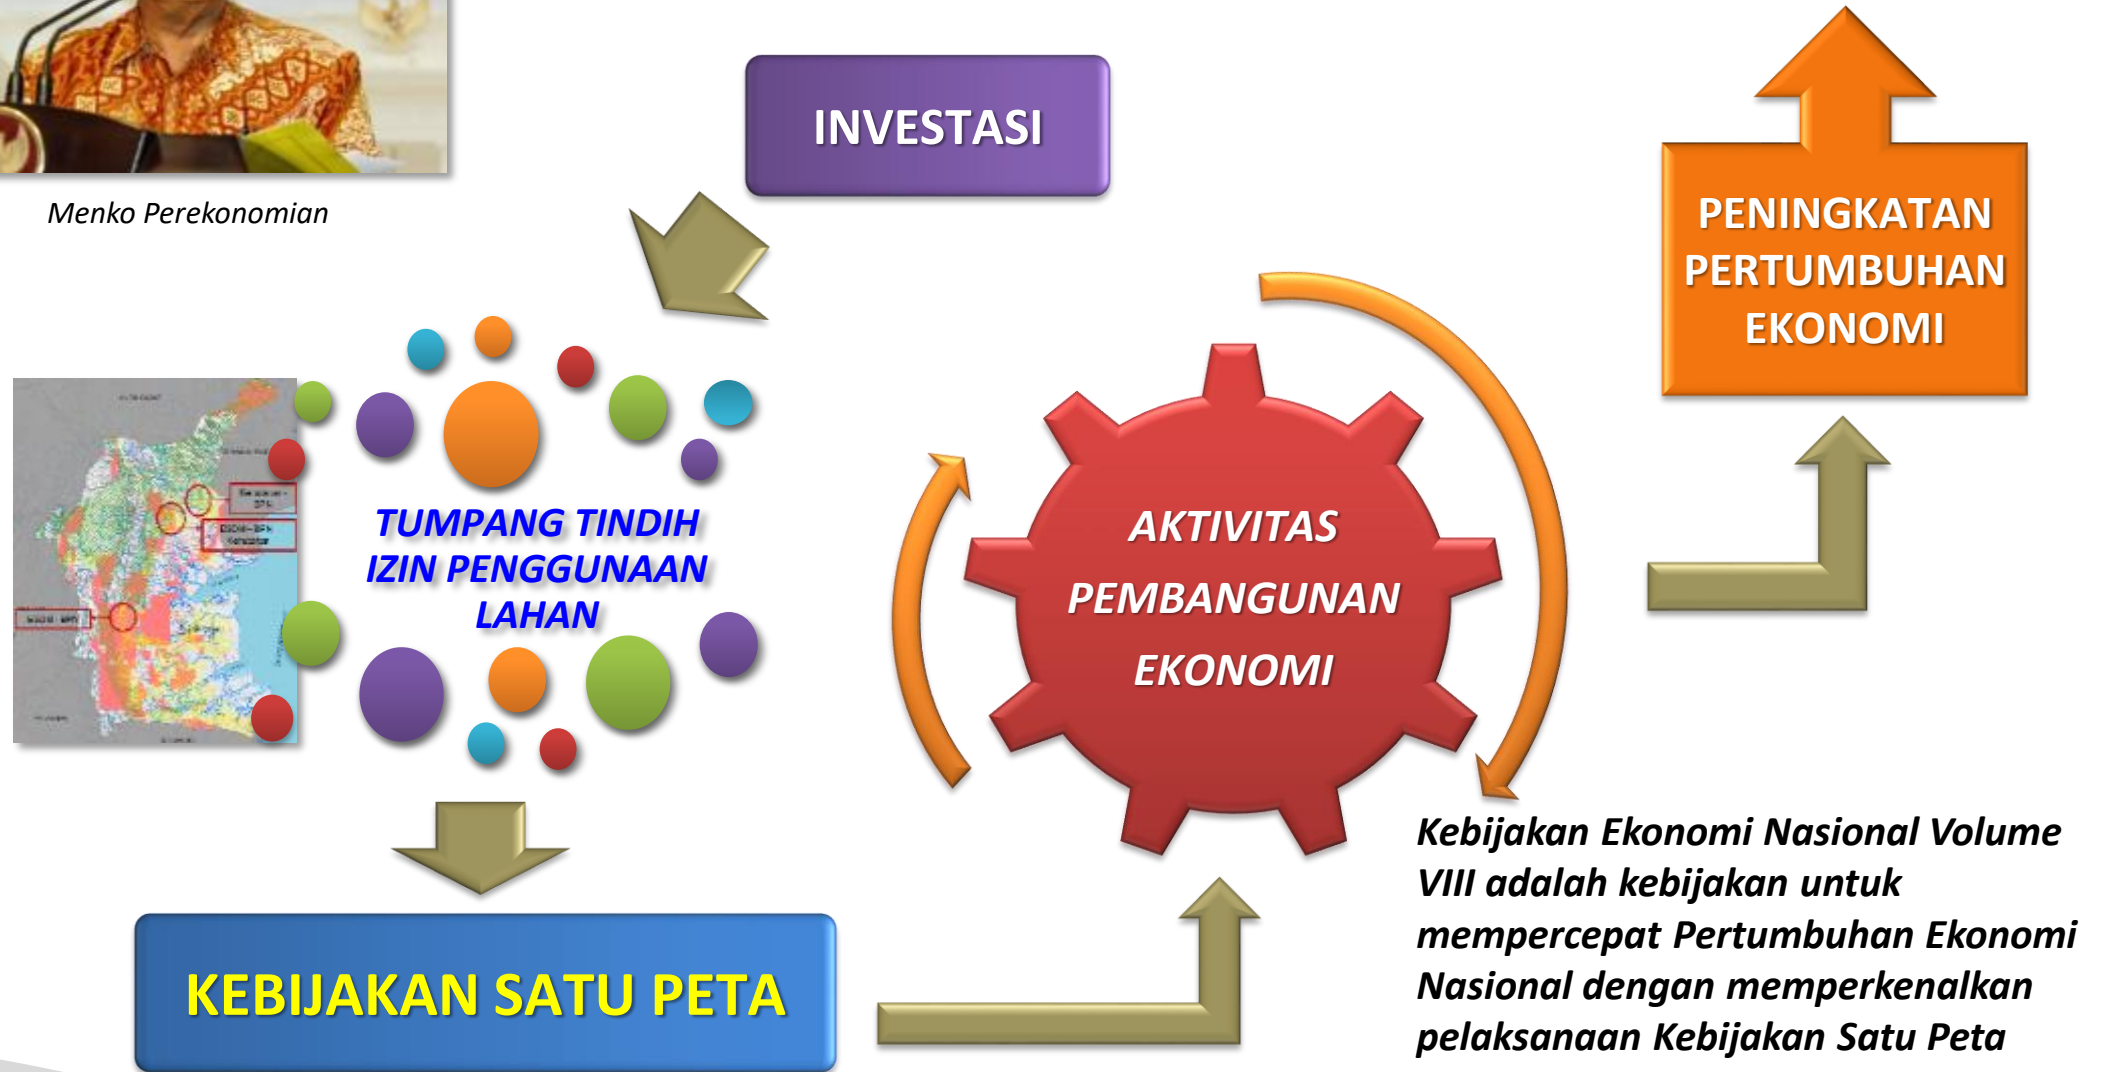 Menko Perekonomian
INVESTASI
PENINGKATAN
PERTUMBUHAN
EKONOMI
TUMPANG TINDIH
IZIN PENGGUNAAN
LAHAN
AKTIVITAS
PEMBANGUNAN
EKONOMI
KEBIJAKAN SATU PETA
Kebijakan Ekonomi Nasional Volume
VIII adalah kebijakan untuk
mempercepat Pertumbuhan Ekonomi
Nasional dengan memperkenalkan
pelaksanaan Kebijakan Satu Peta